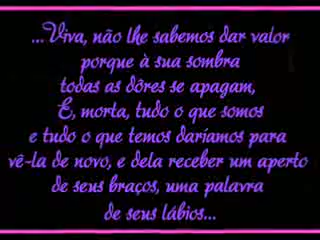 ...Viva, não lhe sabemos dar valor
porque à sua sombra
todas as dôres se apagam,
E, morta, tudo o que somos
e tudo o que temos daríamos para
vê-la de novo, e dela receber um aperto
de seus braços, uma palavra
de seus lábios...